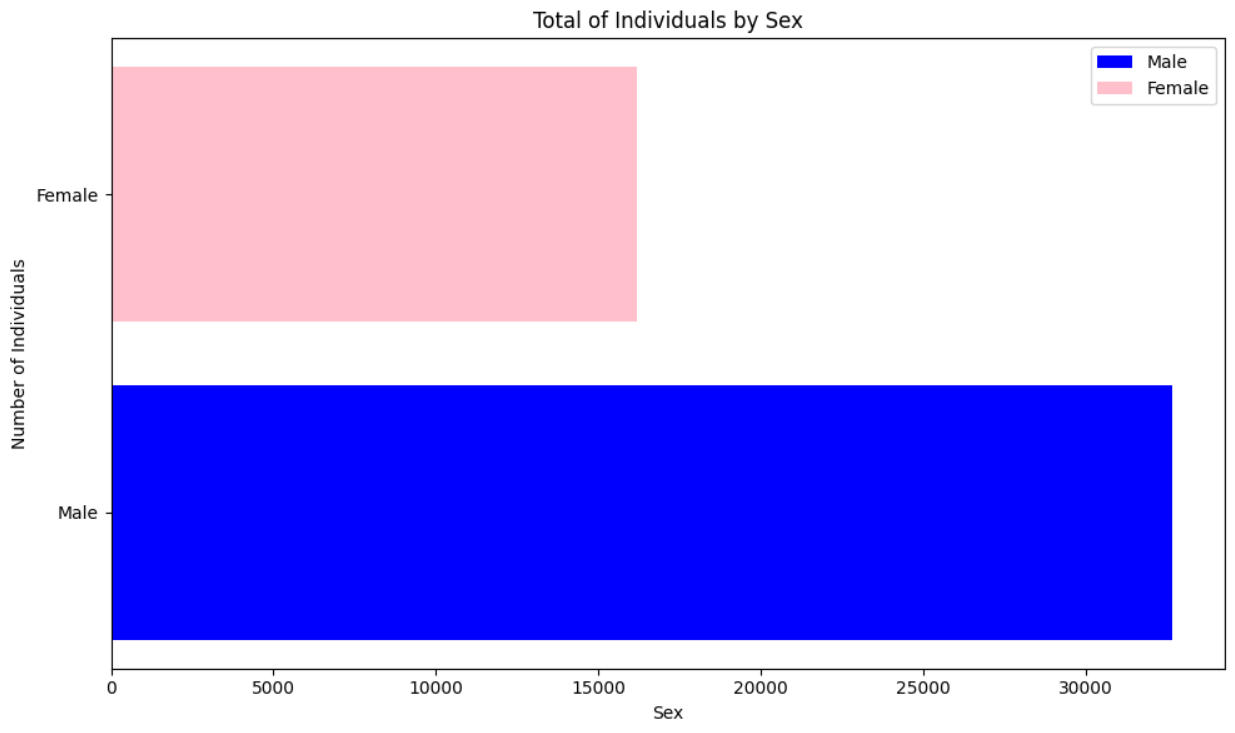 Total of Individuals by Sex
Male
Female
Number of Individuals
Female
Male
0 5000 10000 15000 20000 25000 30000
Sex